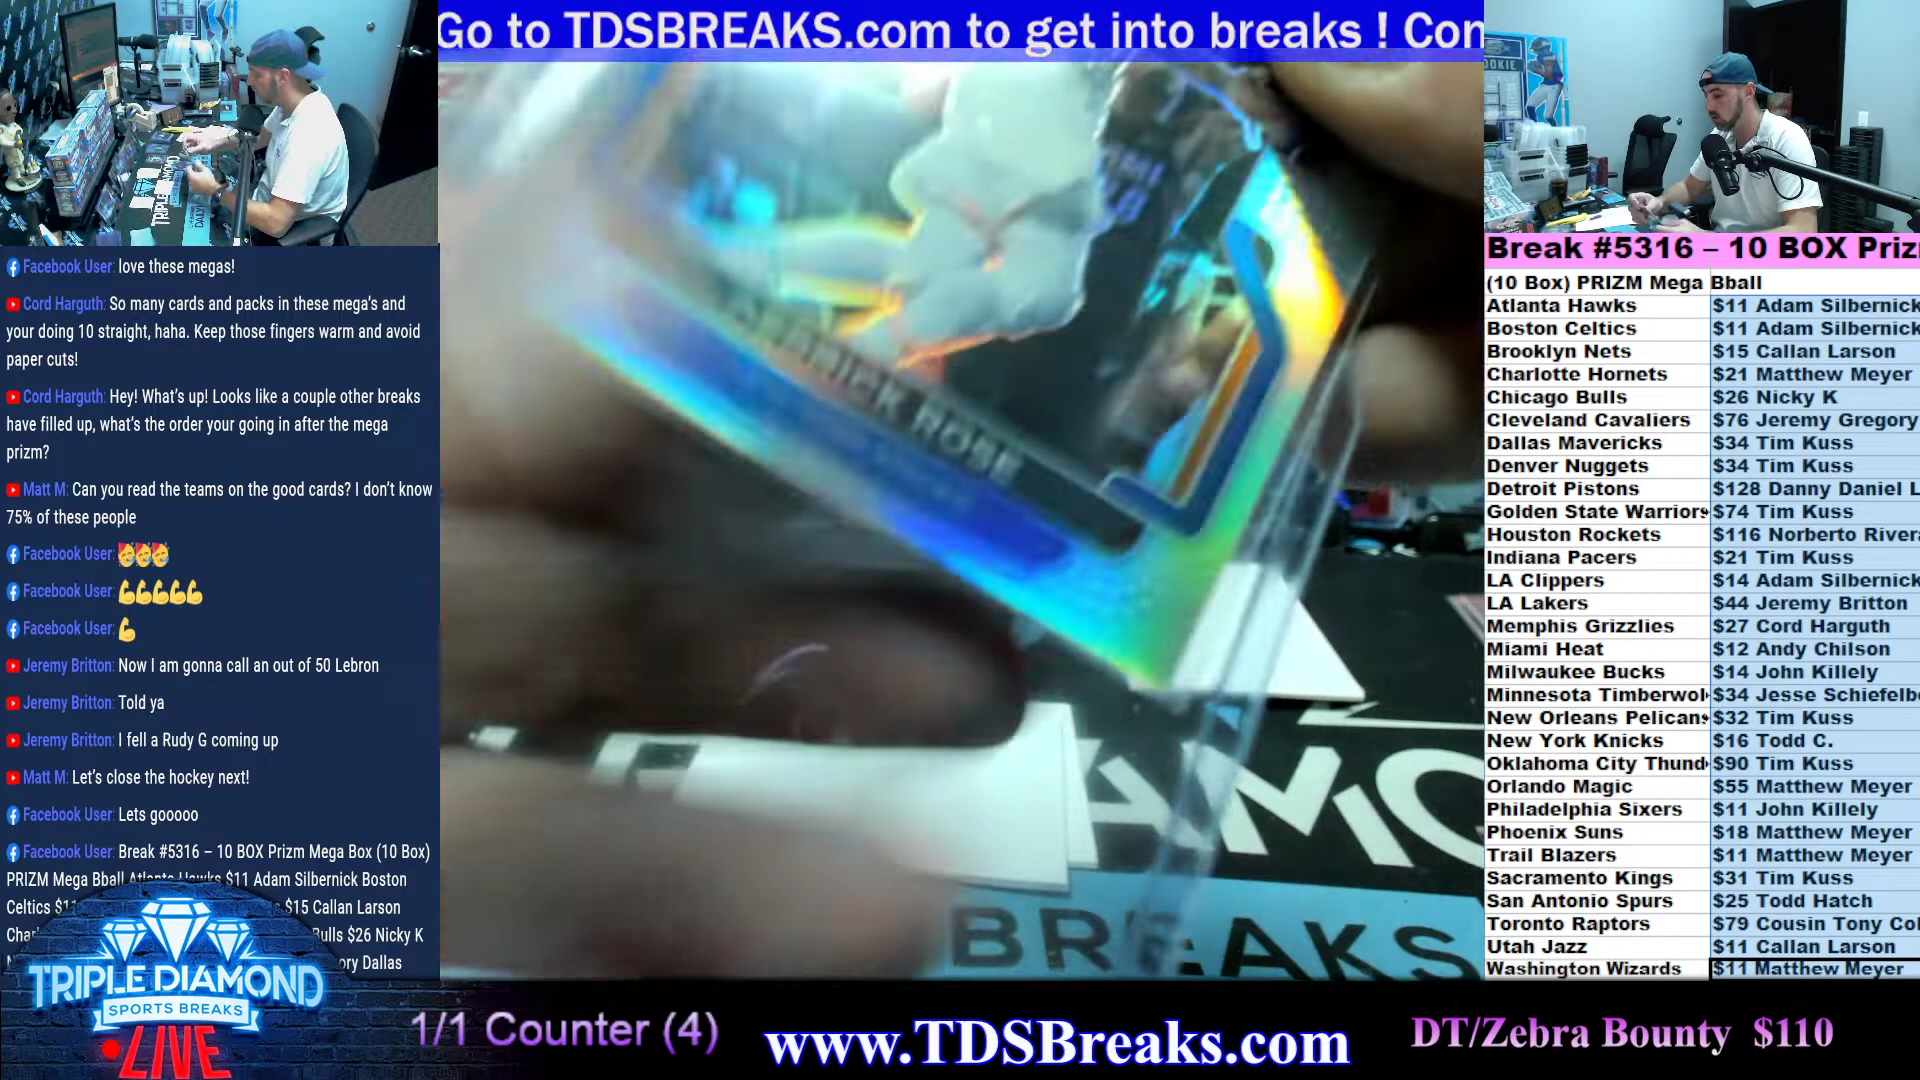 Go to TDSBREAKS.com to get into breaks ! Con
Facebook User: love these megas!
Cord Harguth: So many cards and packs in these mega's and
your doing 10 straight, haha. Keep those fingers warm and avoid
paper cuts!
Cord Harguth: Hey! What's up! Looks like a couple other breaks
have filled up, what's the order your going in after the mega
prizm?
Matt M: Can you read the teams on the good cards? I don't know
75% of these people
Facebook User: 🥳🥳🥳
Facebook User: 💪💪💪💪💪
Facebook User: 💪
Jeremy Britton: Now I am gonna call an out of 50 Lebron
Jeremy Britton: Told ya
Jeremy Britton: I fell a Rudy G coming up
Matt M: Let's close the hockey next!
Facebook User: Lets gooooo
Facebook User: Break #5316 – 10 BOX Prizm Mega Box (10 Box)
PRIZM Mega Bball Atlanta Hawks $11 Adam Silbernick Boston
Celtics $11 $15 Callan Larson
Bulls $26 Nicky K
Dallas
TRIPLE DIAMOND
SPORTS BREAKS
LIVE
DERRICK ROSE
BREAKS
Break #5316 – 10 BOX Priz
(10 Box) PRIZM Mega Bball
Atlanta Hawks $11 Adam Silbernick
Boston Celtics $11 Adam Silbernick
Brooklyn Nets $15 Callan Larson
Charlotte Hornets $21 Matthew Meyer
Chicago Bulls $26 Nicky K
Cleveland Cavaliers $76 Jeremy Gregory
Dallas Mavericks $34 Tim Kuss
Denver Nuggets $34 Tim Kuss
Detroit Pistons $128 Danny Daniel L
Golden State Warriors $74 Tim Kuss
Houston Rockets $116 Norberto Rivera
Indiana Pacers $21 Tim Kuss
LA Clippers $14 Adam Silbernick
LA Lakers $44 Jeremy Britton
Memphis Grizzlies $27 Cord Harguth
Miami Heat $12 Andy Chilson
Milwaukee Bucks $14 John Killely
Minnesota Timberwol $34 Jesse Schiefelb
New Orleans Pelicans $32 Tim Kuss
New York Knicks $16 Todd C.
Oklahoma City Thund $90 Tim Kuss
Orlando Magic $55 Matthew Meyer
Philadelphia Sixers $11 John Killely
Phoenix Suns $18 Matthew Meyer
Trail Blazers $11 Matthew Meyer
Sacramento Kings $31 Tim Kuss
San Antonio Spurs $25 Todd Hatch
Toronto Raptors $79 Cousin Tony Col
Utah Jazz $11 Callan Larson
Washington Wizards $11 Matthew Meyer
1/1 Counter (4)
www.TDSBreaks.com
DT/Zebra Bounty $110